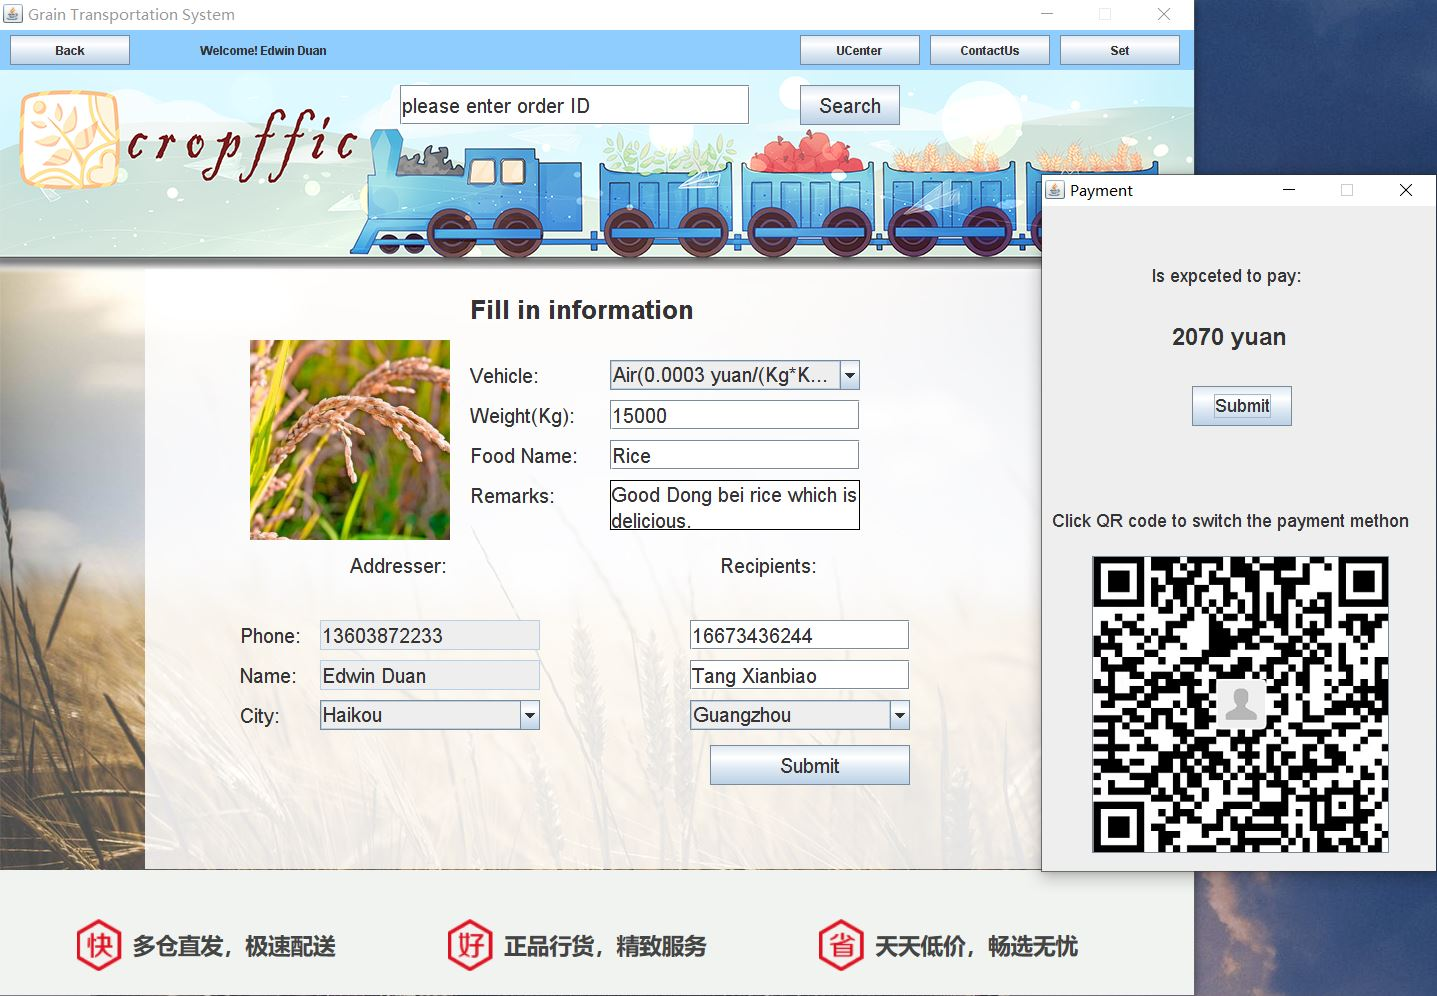 Grain Transportation System
Back
Welcome! Edwin Duan
UCenter
ContactUs
Set
cropffic
please enter order ID
Search
Fill in information
Vehicle:
Air(0.0003 yuan/(Kg*K...
Weight(Kg):
15000
Food Name:
Rice
Remarks:
Good Dong bei rice which is
delicious.
Addresser:
Recipients:
Phone:
13603872233
16673436244
Name:
Edwin Duan
Tang Xianbiao
City:
Haikou
Guangzhou
Submit
快 多仓直发，极速配送
好 正品行货，精致服务
省 天天低价，畅选无忧
Payment
Is expceted to pay:
2070 yuan
Submit
Click QR code to switch the payment methon